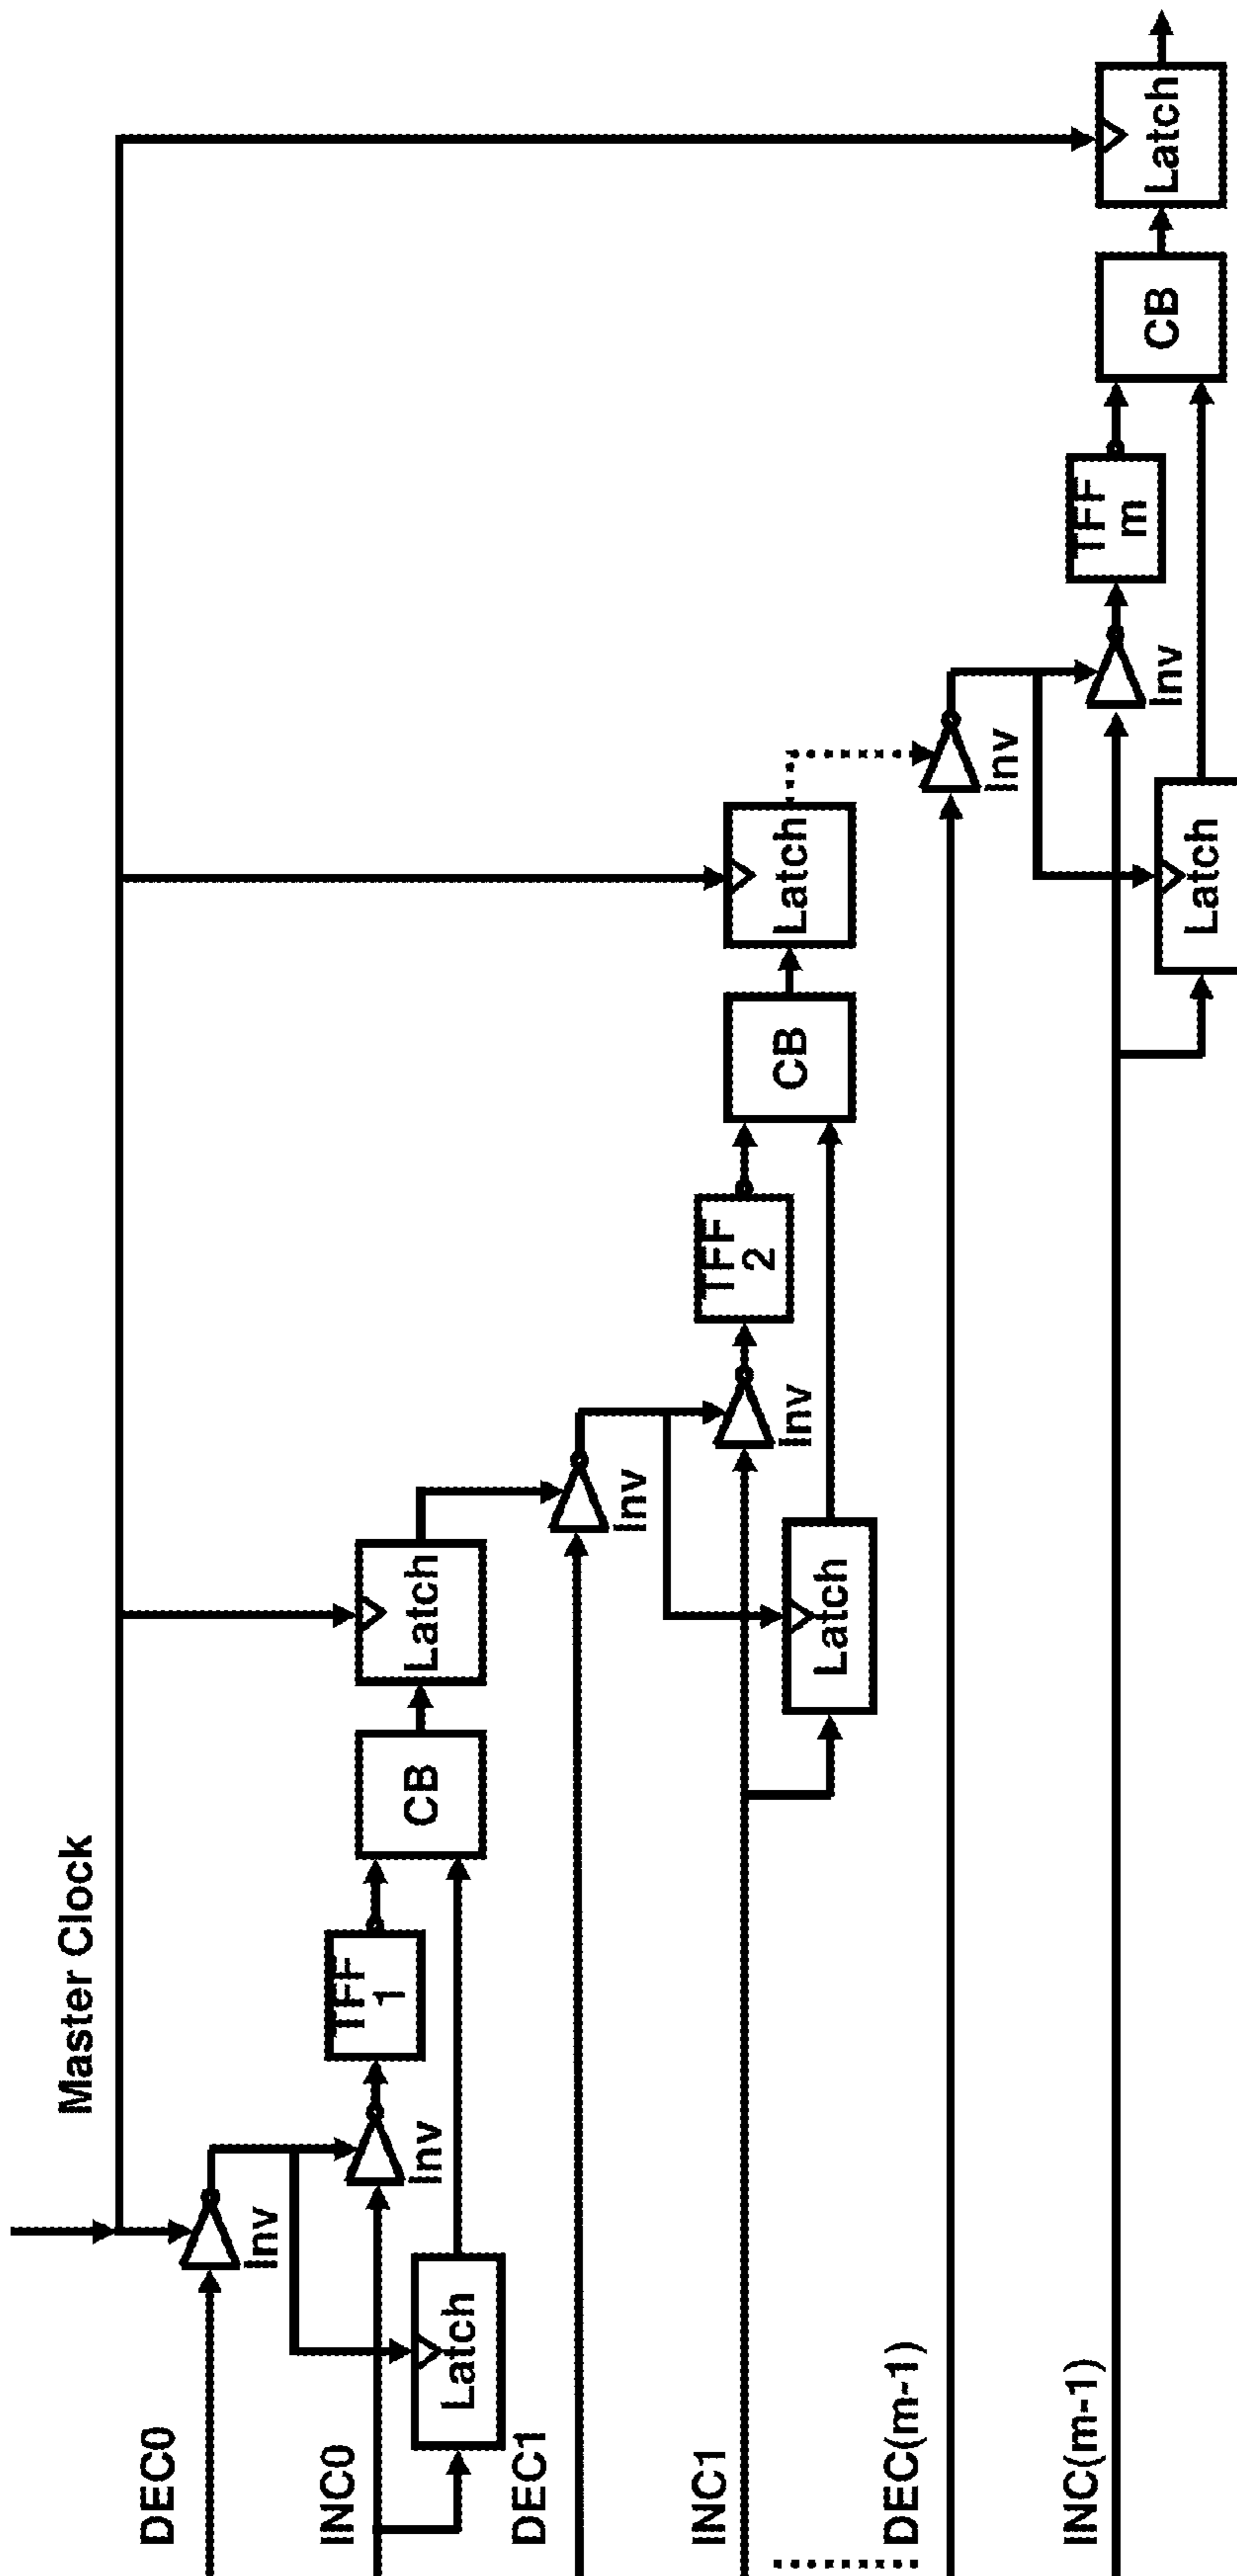 Master Clock
DEC0
Inv
INC0
Inv
TFF
1
CB
Latch
Latch
DEC1
Inv
INC1
Inv
TFF
2
CB
Latch
Latch
DEC(m-1)
Inv
INC(m-1)
Inv
TFF
m
CB
Latch
Latch